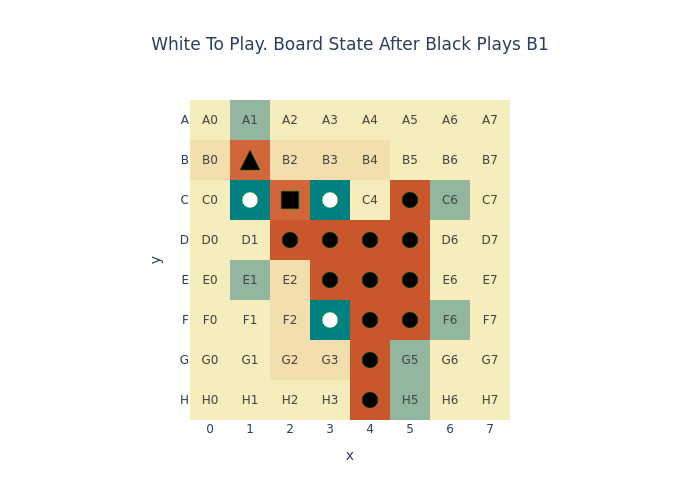 White To Play. Board State After Black Plays B1
A A0 A1 A2 A3 A4 A5 A6 A7
B B0 B2 B3 B4 B5 B6 B7
C C0 C4 C6 C7
D D0 D1 D6 D7
y
E E0 E1 E2 E6 E7
F F0 F1 F2 F6 F7
G G0 G1 G2 G3 G5 G6 G7
H H0 H1 H2 H3 H5 H6 H7
0 1 2 3 4 5 6 7
x